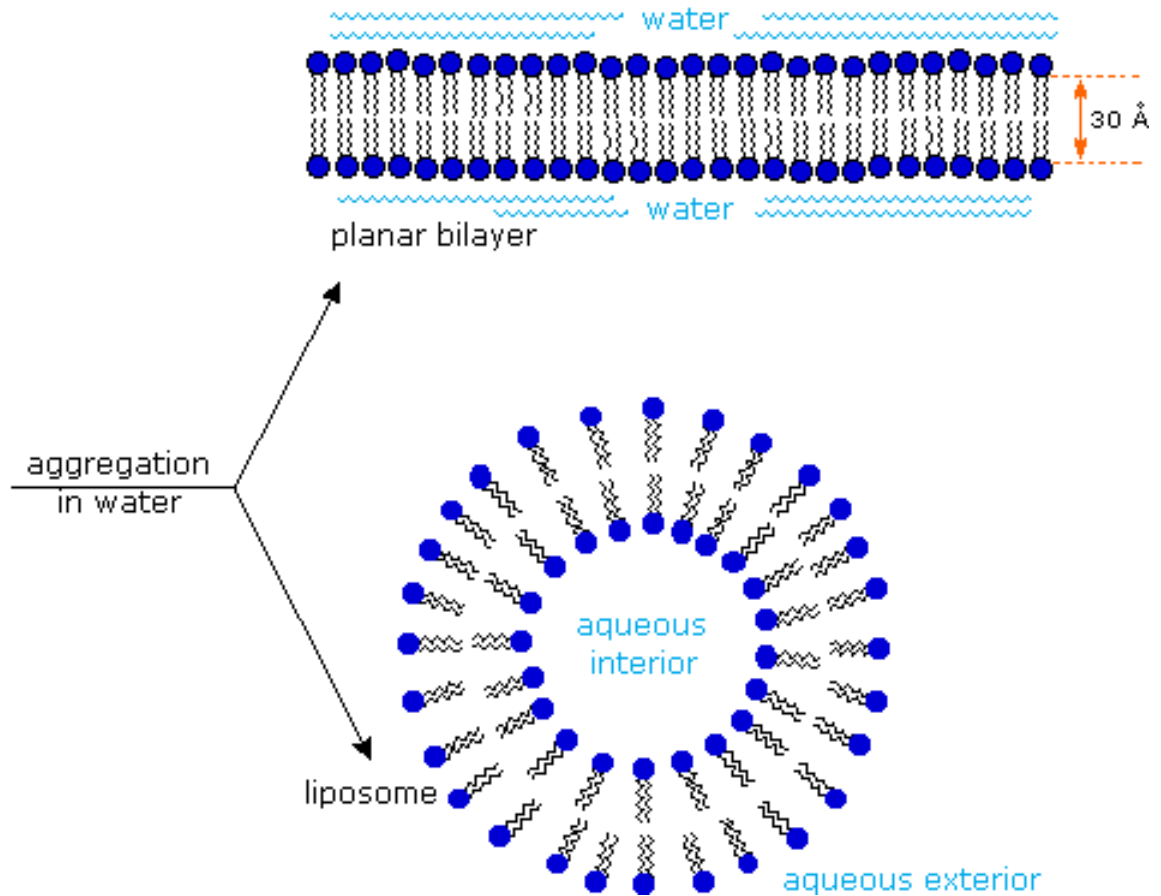 water
30 Å
water
planar bilayer
aggregation
in water
aqueous
interior
liposome
aqueous exterior